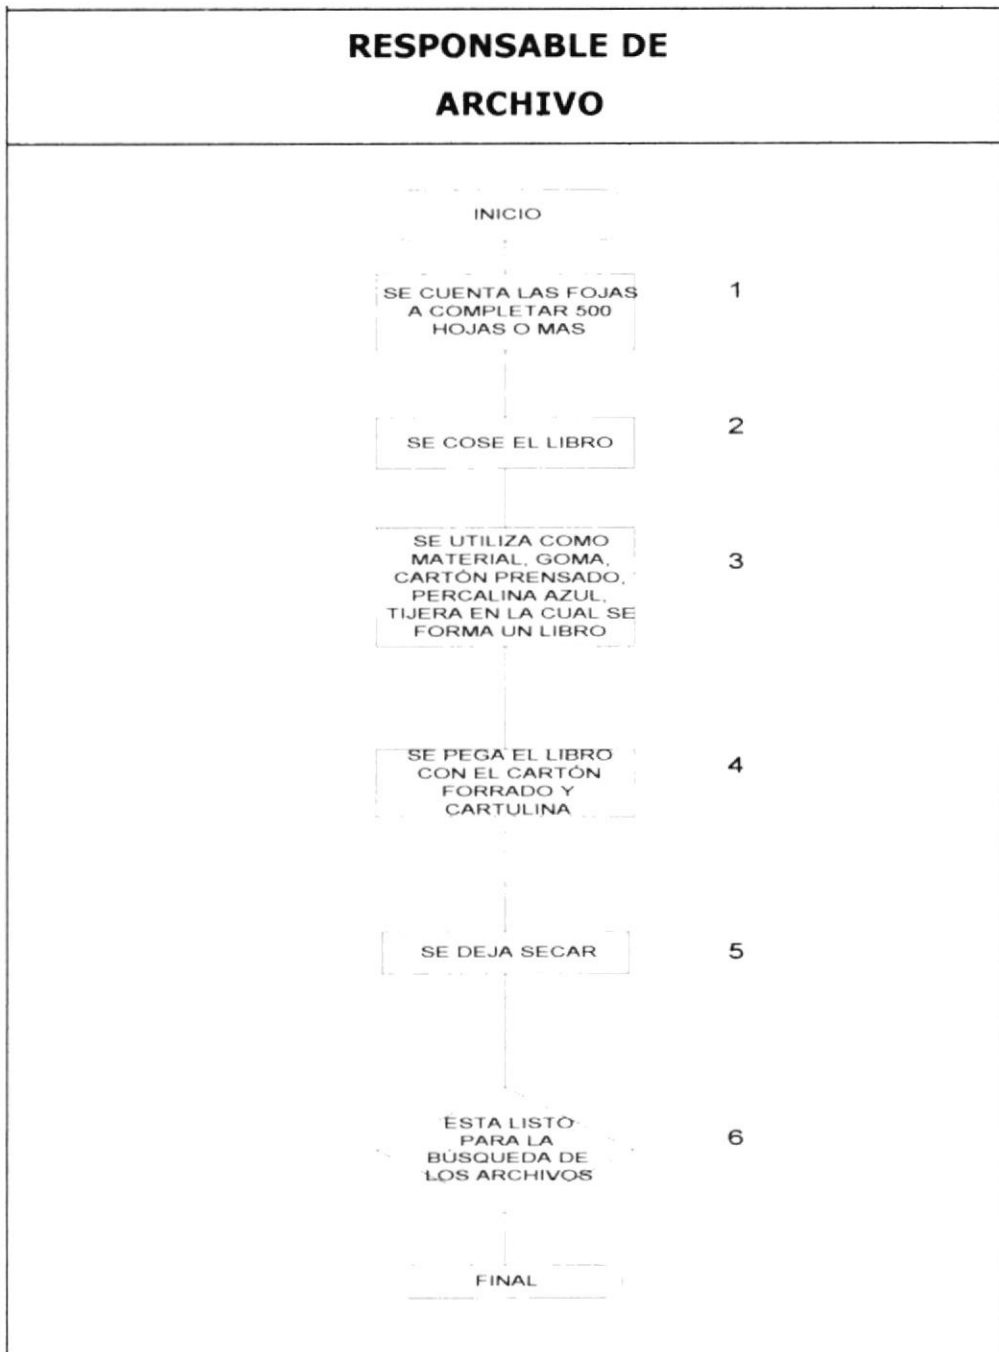 RESPONSABLE DE
ARCHIVO
INICIO
SE CUENTA LAS FOJAS
A COMPLETAR 500
HOJAS O MAS
1
SE COSE EL LIBRO
2
SE UTILIZA COMO
MATERIAL, GOMA,
CARTÓN PRENSADO,
PERCALINA AZUL,
TIJERA EN LA CUAL SE
FORMA UN LIBRO
3
SE PEGA EL LIBRO
CON EL CARTÓN
FORRADO Y
CARTULINA
4
SE DEJA SECAR
5
ESTA LISTO
PARA LA
BÚSQUEDA DE
LOS ARCHIVOS
6
FINAL